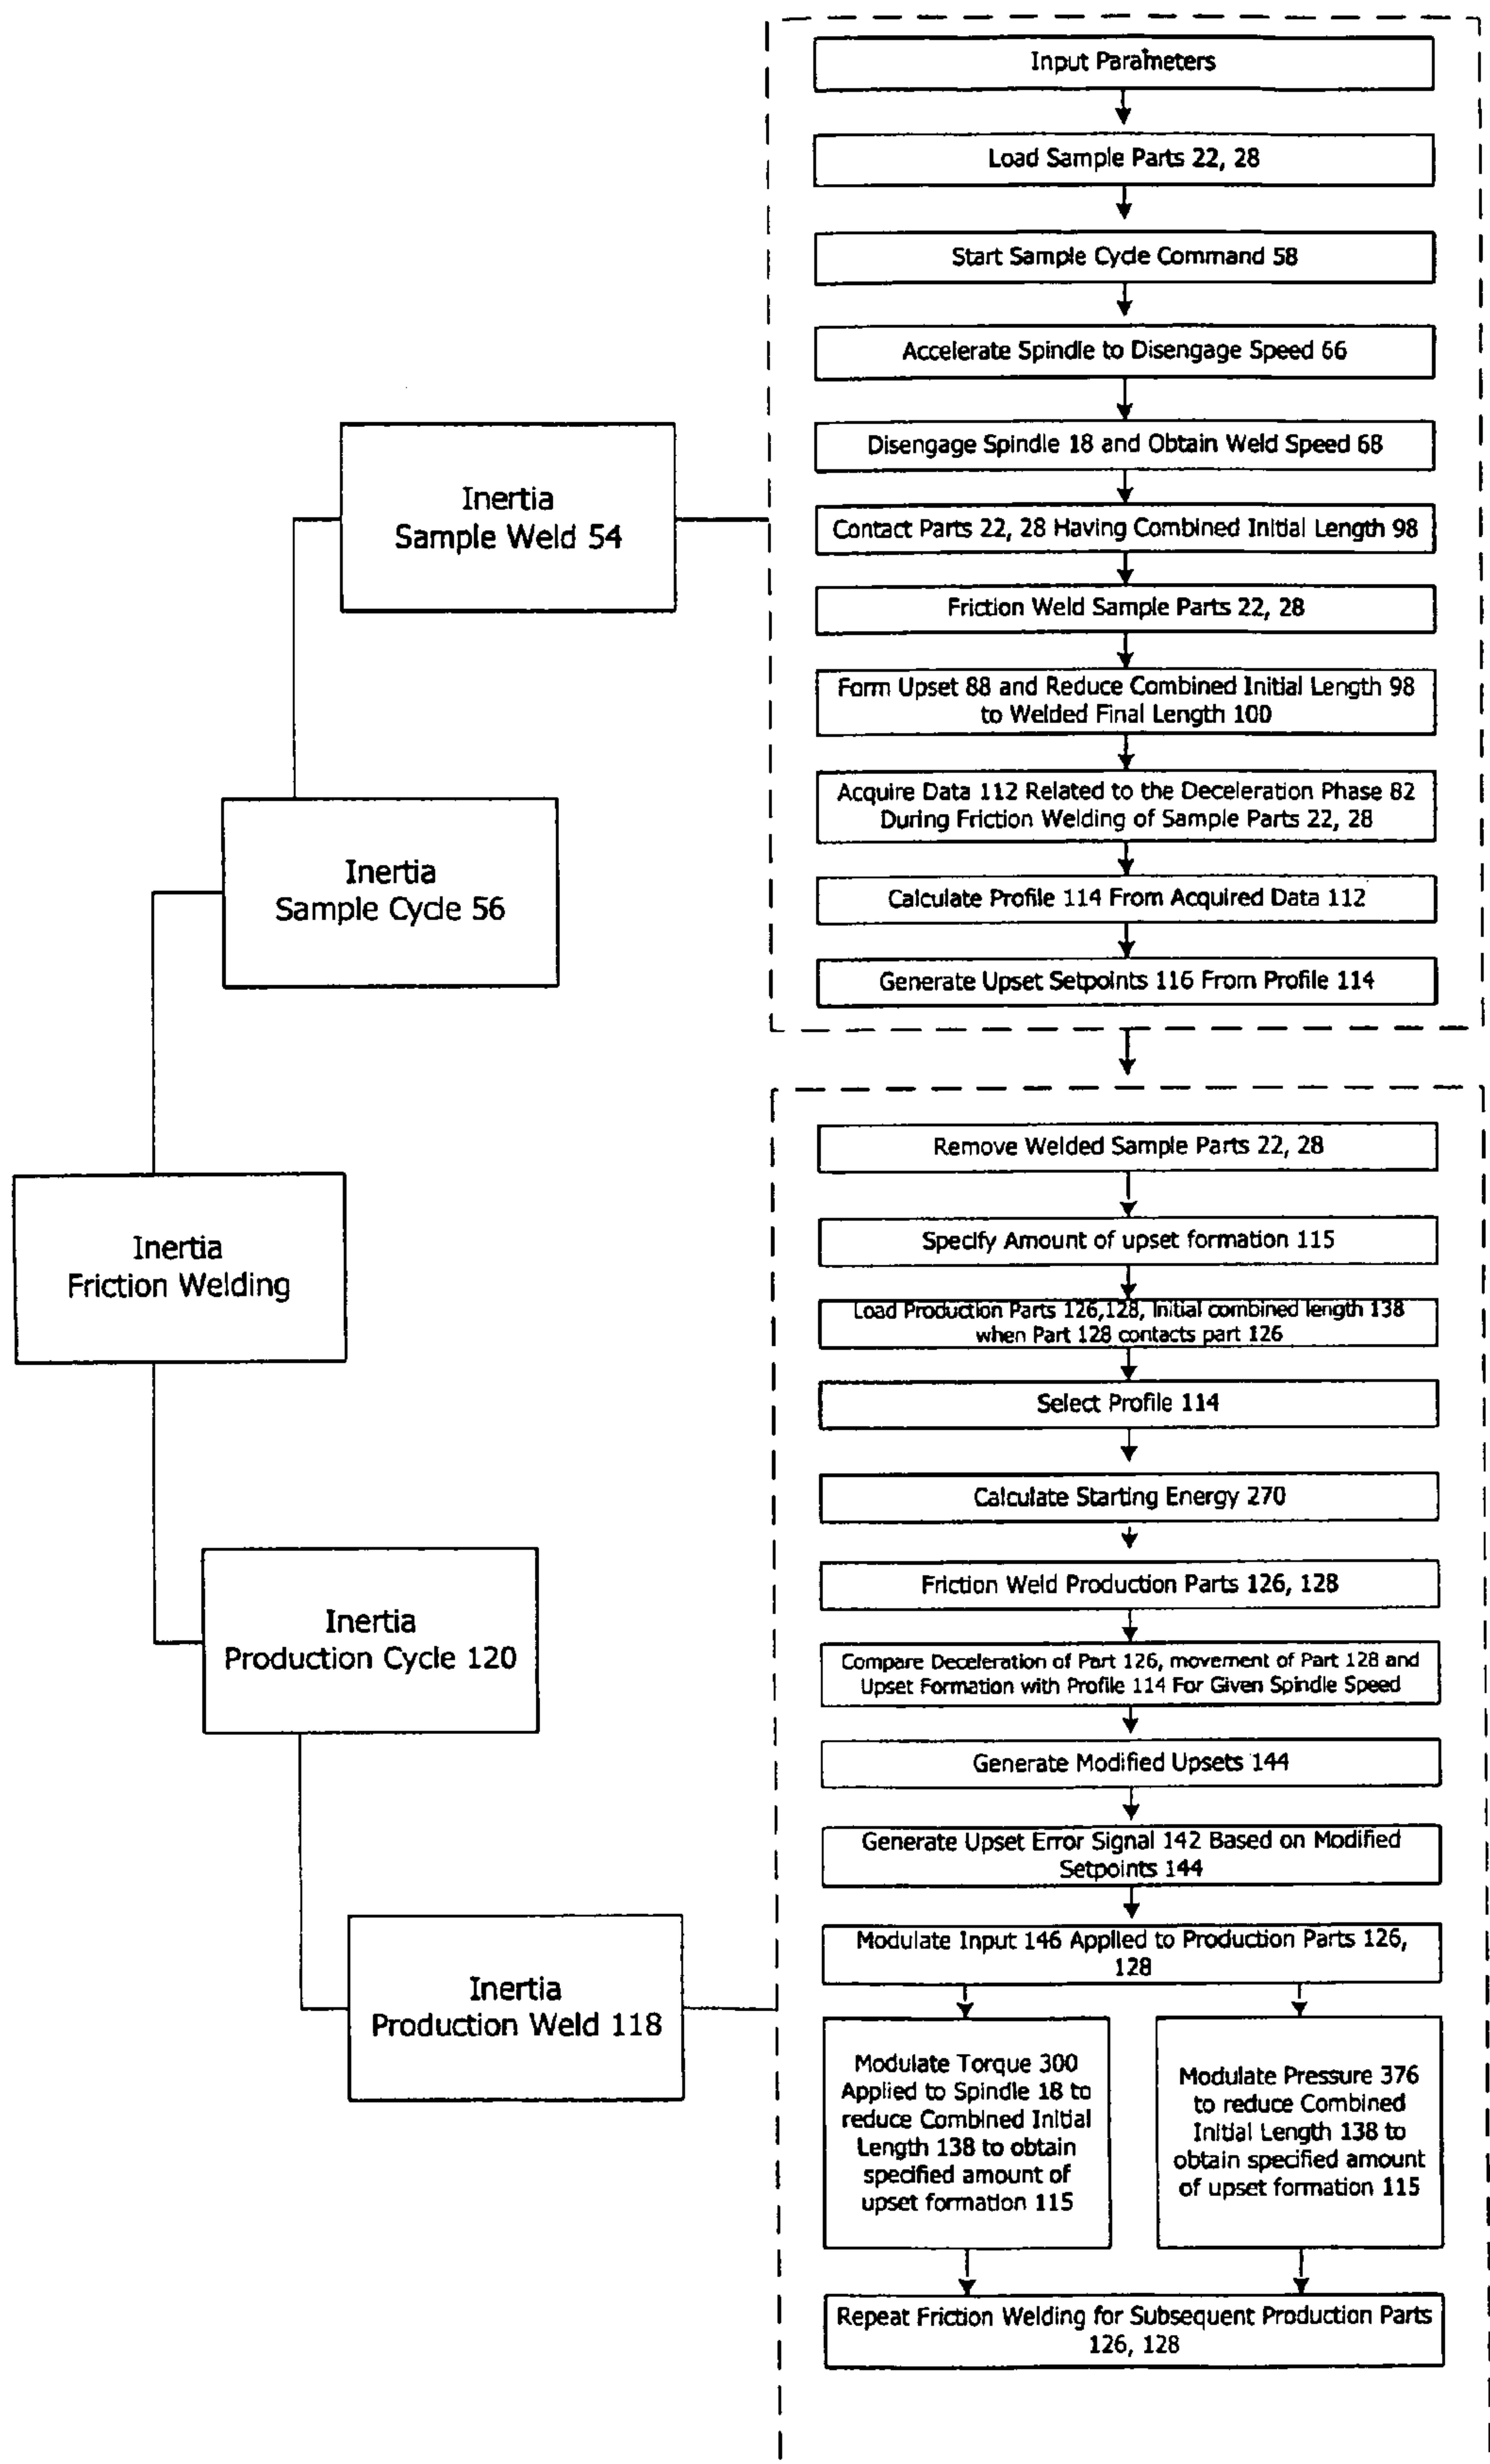 Input Parameters
Load Sample Parts 22, 28
Start Sample Cycle Command 58
Accelerate Spindle to Disengage Speed 66
Disengage Spindle 18 and Obtain Weld Speed 68
Contact Parts 22, 28 Having Combined Initial Length 98
Friction Weld Sample Parts 22, 28
Form Upset 88 and Reduce Combined Initial Length 98
to Welded Final Length 100
Acquire Data 112 Related to the Deceleration Phase 82
During Friction Welding of Sample Parts 22, 28
Calculate Profile 114 From Acquired Data 112
Generate Upset Setpoints 116 From Profile 114
Inertia
Sample Weld 54
Inertia
Sample Cycle 56
Inertia
Friction Welding
Inertia
Production Cycle 120
Inertia
Production Weld 118
Remove Welded Sample Parts 22, 28
Specify Amount of upset formation 115
Load Production Parts 126,128, Initial combined length 138
when Part 128 contacts part 126
Select Profile 114
Calculate Starting Energy 270
Friction Weld Production Parts 126, 128
Compare Deceleration of Part 126, movement of Part 128 and
Upset Formation with Profile 114 For Given Spindle Speed
Generate Modified Upsets 144
Generate Upset Error Signal 142 Based on Modified
Setpoints 144
Modulate Input 146 Applied to Production Parts 126,
128
Modulate Torque 300
Applied to Spindle 18 to
reduce Combined Initial
Length 138 to obtain
specified amount of
upset formation 115
Modulate Pressure 376
to reduce Combined
Initial Length 138 to
obtain specified amount
of upset formation 115
Repeat Friction Welding for Subsequent Production Parts
126, 128